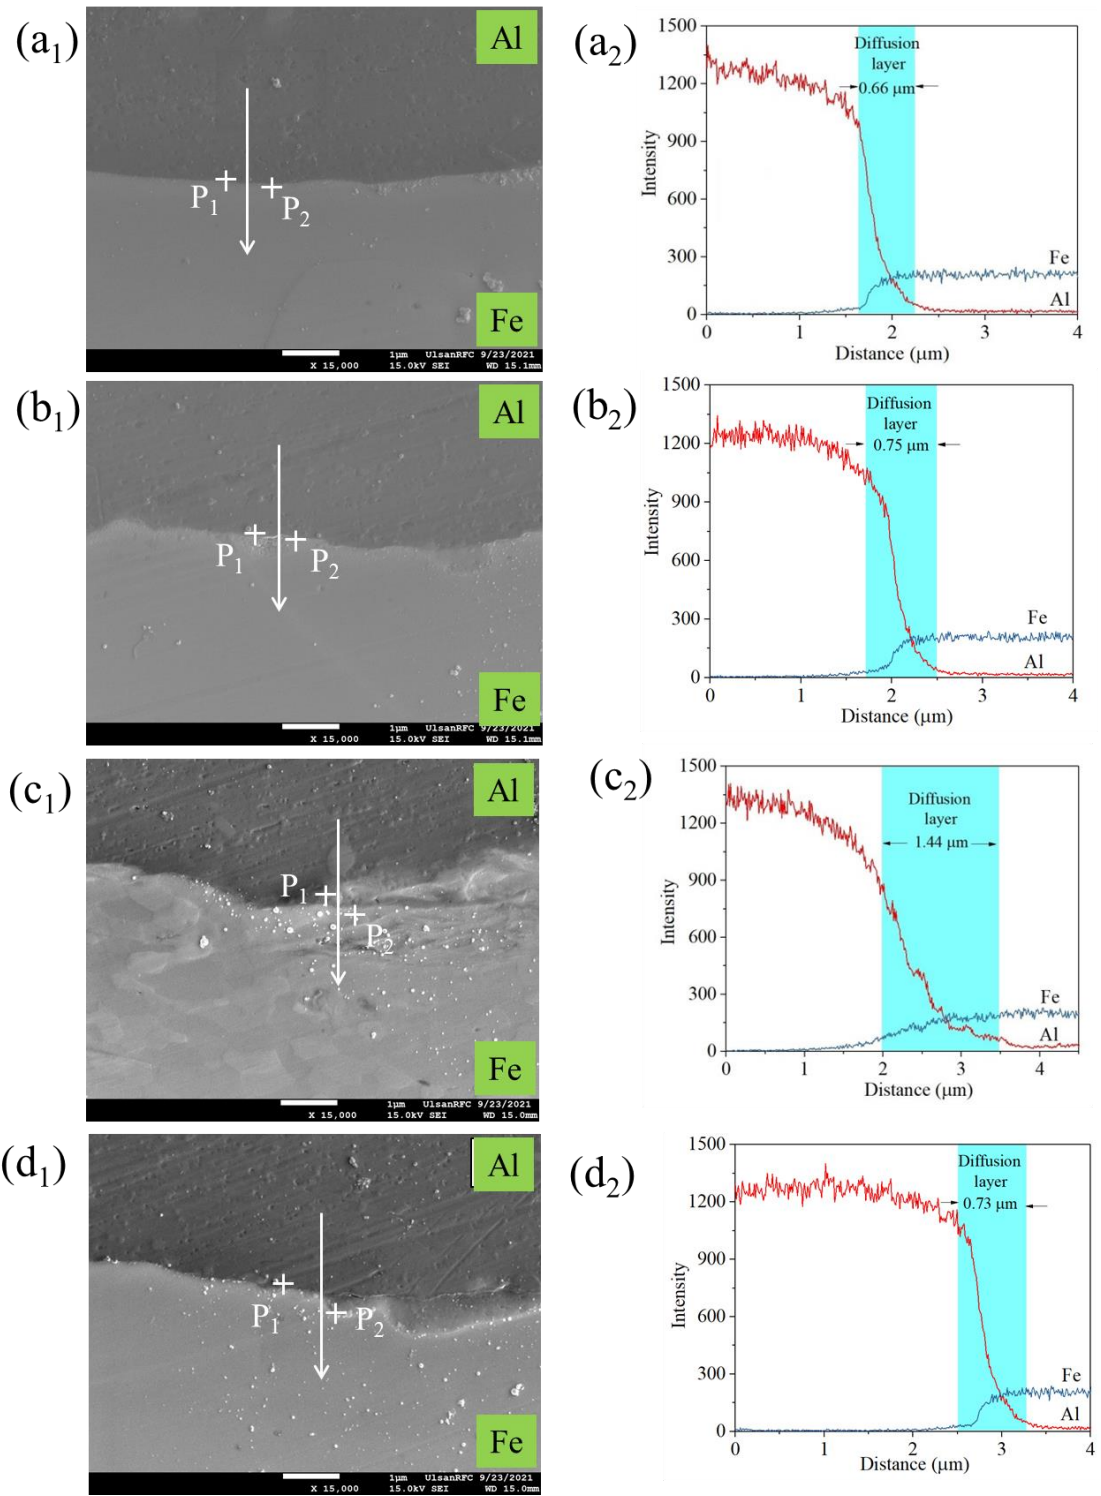 (a1)
Al
P1
P2
Fe
1μm UlsanRFC 9/23/2021
X 15,000 15.0kV SEI WD 15.1mm
(a2)
1500
1200
900
600
300
0
Intensity
Diffusion
layer
0.66 μm
Fe
Al
0 1 2 3 4
Distance (μm)
(b1)
Al
P1
P2
Fe
1μm UlsanRFC 9/23/2021
X 15,000 15.0kV SEI WD 15.1mm
(b2)
1500
1200
900
600
300
0
Intensity
Diffusion
layer
0.75 μm
Fe
Al
0 1 2 3 4
Distance (μm)
(c1)
Al
P1
P2
Fe
1μm UlsanRFC 9/23/2021
X 15,000 15.0kV SEI WD 15.0mm
(c2)
1500
1200
900
600
300
0
Intensity
Diffusion
layer
1.44 μm
Fe
Al
0 1 2 3 4
Distance (μm)
(d1)
Al
P1
P2
Fe
1μm UlsanRFC 9/23/2021
X 15,000 15.0kV SEI WD 15.0mm
(d2)
1500
1200
900
600
300
0
Intensity
Diffusion
layer
0.73 μm
Fe
Al
0 1 2 3 4
Distance (μm)